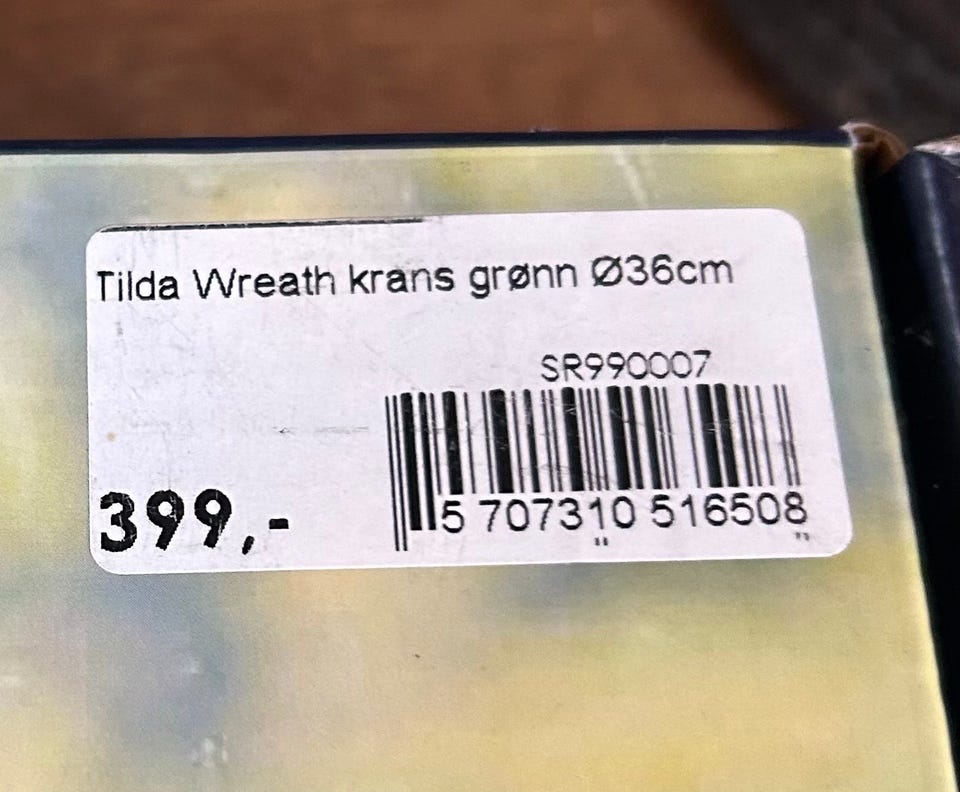 Tilda Wreath krans grønn Ø36cm
SR990007
399,-
5 707310 516508